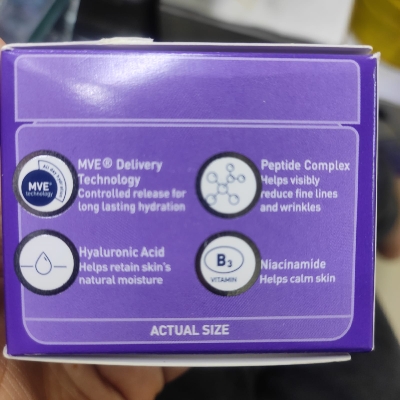 MVE® Delivery
Technology
Controlled release for
long lasting hydration
MVE®
technology
Peptide Complex
Helps visibly
reduce fine lines
and wrinkles
Hyaluronic Acid
Helps retain skin's
natural moisture
B3
VITAMIN
Niacinamide
Helps calm skin
ACTUAL SIZE